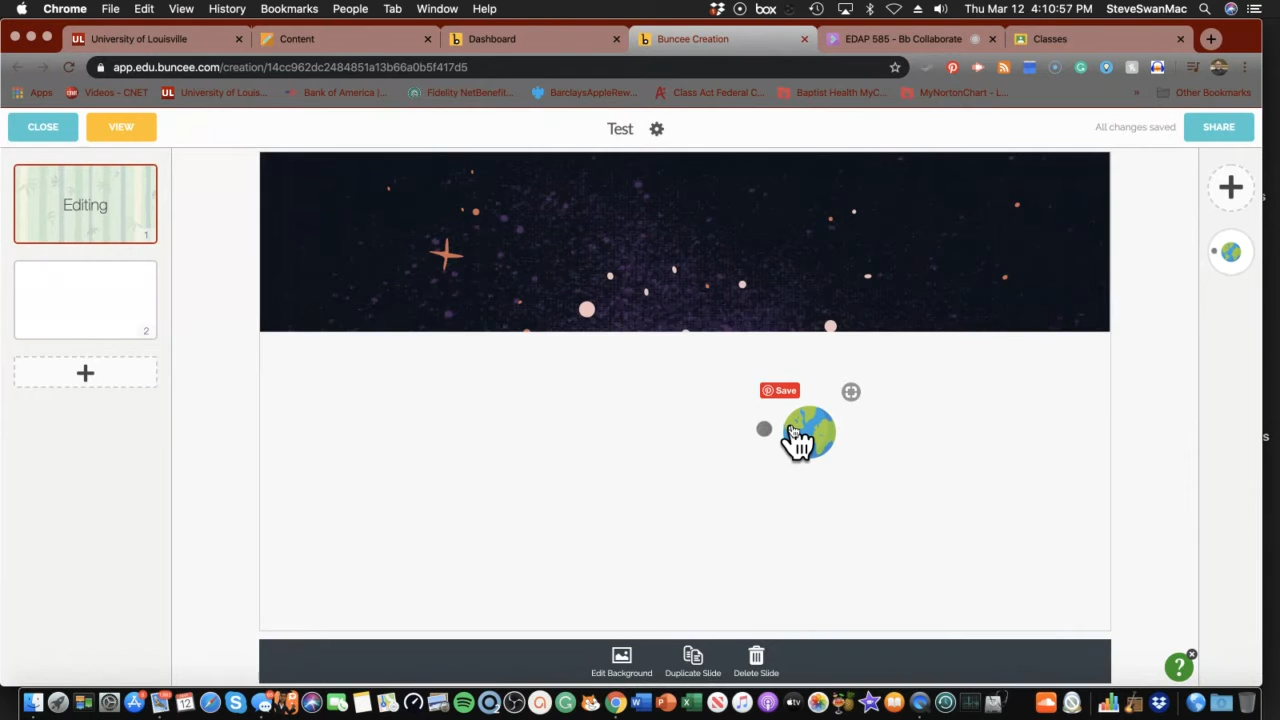 Chrome File Edit View History Bookmarks People Tab Window Help box Thu Mar 12 4:10:57 PM SteveSwanMac
UL University of Louisville Content Dashboard Buncee Creation EDAP 585 - Bb Collaborate Classes
app.edu.buncee.com/creation/14cc962dc2484851a13b66a0b5f417d5
Apps Videos - CNET UL University of Louis... Bank of America |... Fidelity NetBenefit... BarclaysAppleRew... Class Act Federal C... Baptist Health MyC... MyNortonChart - L... » Other Bookmarks
CLOSE VIEW Test All changes saved SHARE
Editing
1
2
Save
Edit Background Duplicate Slide Delete Slide
?